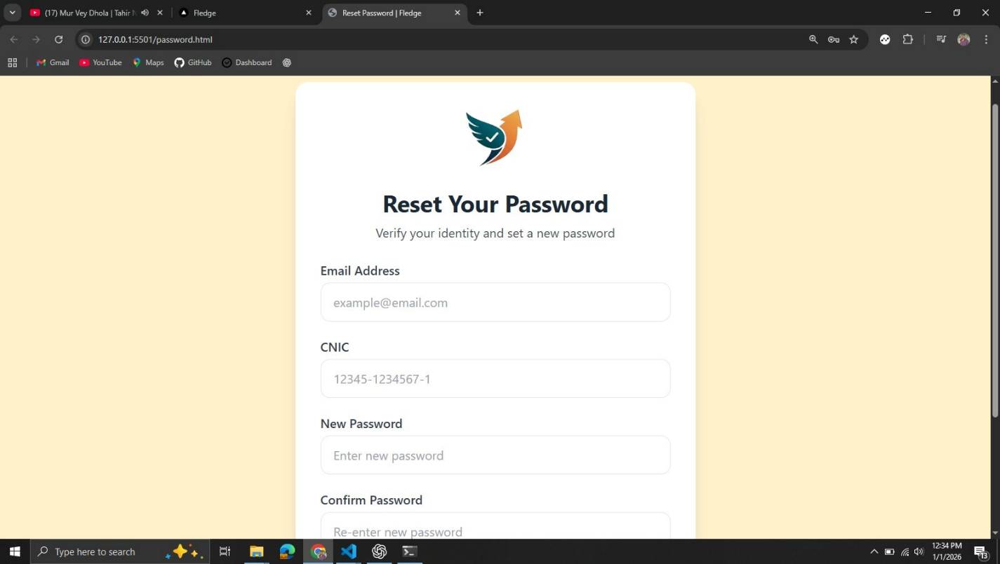 (17) Mur Vey Dhola | Tahir N
Fledge
Reset Password | Fledge
127.0.0.1:5501/password.html
Gmail
YouTube
Maps
GitHub
Dashboard
Reset Your Password
Verify your identity and set a new password
Email Address
example@email.com
CNIC
12345-1234567-1
New Password
Enter new password
Confirm Password
Re-enter new password
Type here to search
12:34 PM
1/1/2026
13